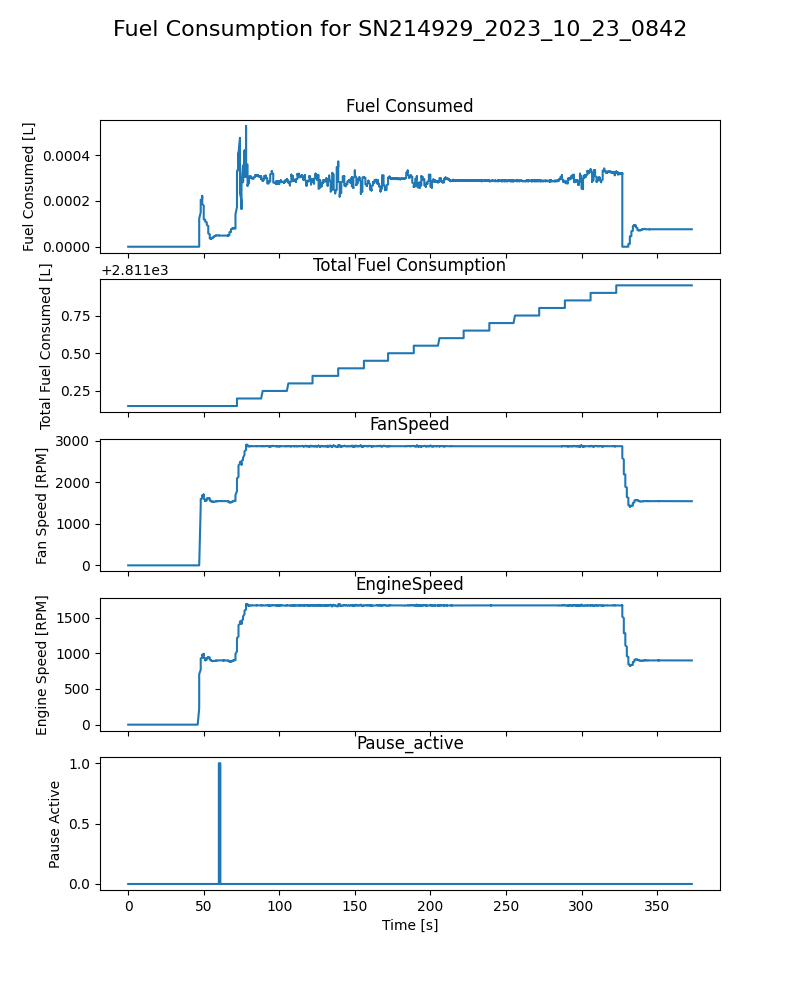 Fuel Consumption for SN214929_2023_10_23_0842
Fuel Consumed
Fuel Consumed [L]
0.0004
0.0002
0.0000
Total Fuel Consumption
+2.811e3
Total Fuel Consumed [L]
0.75
0.50
0.25
FanSpeed
Fan Speed [RPM]
3000
2000
1000
0
EngineSpeed
Engine Speed [RPM]
1500
1000
500
0
Pause_active
Pause Active
1.0
0.5
0.0
0 50 100 150 200 250 300 350
Time [s]